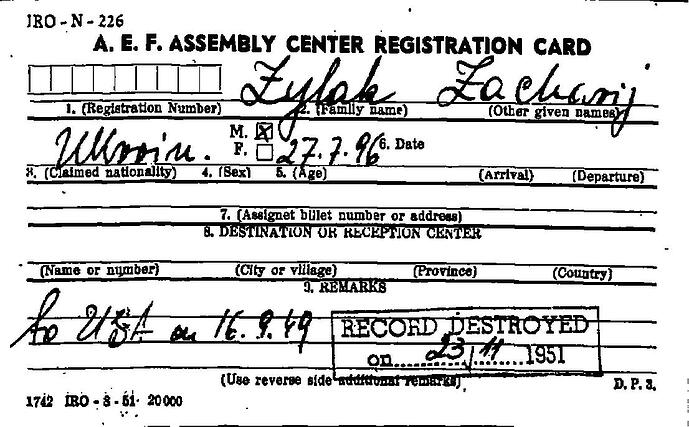 IRO - N - 226
A. E. F. ASSEMBLY CENTER REGISTRATION CARD
Zylak Zacharij
1. (Registration Number) 2. (Family name) (Other given names)
Ukrain. M. ☒ F. ☐ 27.7.96 6. Date
3. (Claimed nationality) 4. (Sex) 5. (Age) (Arrival) (Departure)
7. (Assignet billet number or address)
8. DESTINATION OR RECEPTION CENTER
(Name or number) (City or village) (Province) (Country)
9. REMARKS
to USA on 16.9.49 RECORD DESTROYED
on 23/11 1951
(Use reverse side additional remarks) D. P. 3.
1742 IRO - 8 - 51 20000